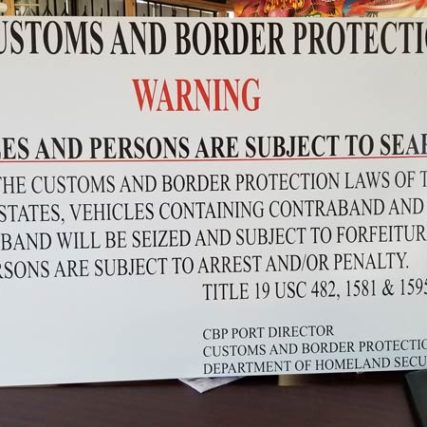 CUSTOMS AND BORDER PROTECTIO
WARNING
LES AND PERSONS ARE SUBJECT TO SEAR
THE CUSTOMS AND BORDER PROTECTION LAWS OF T
STATES, VEHICLES CONTAINING CONTRABAND AND
BAND WILL BE SEIZED AND SUBJECT TO FORFEITUR
RSONS ARE SUBJECT TO ARREST AND/OR PENALTY.
TITLE 19 USC 482, 1581 & 1595
CBP PORT DIRECTOR
CUSTOMS AND BORDER PROTECTIO
DEPARTMENT OF HOMELAND SECU